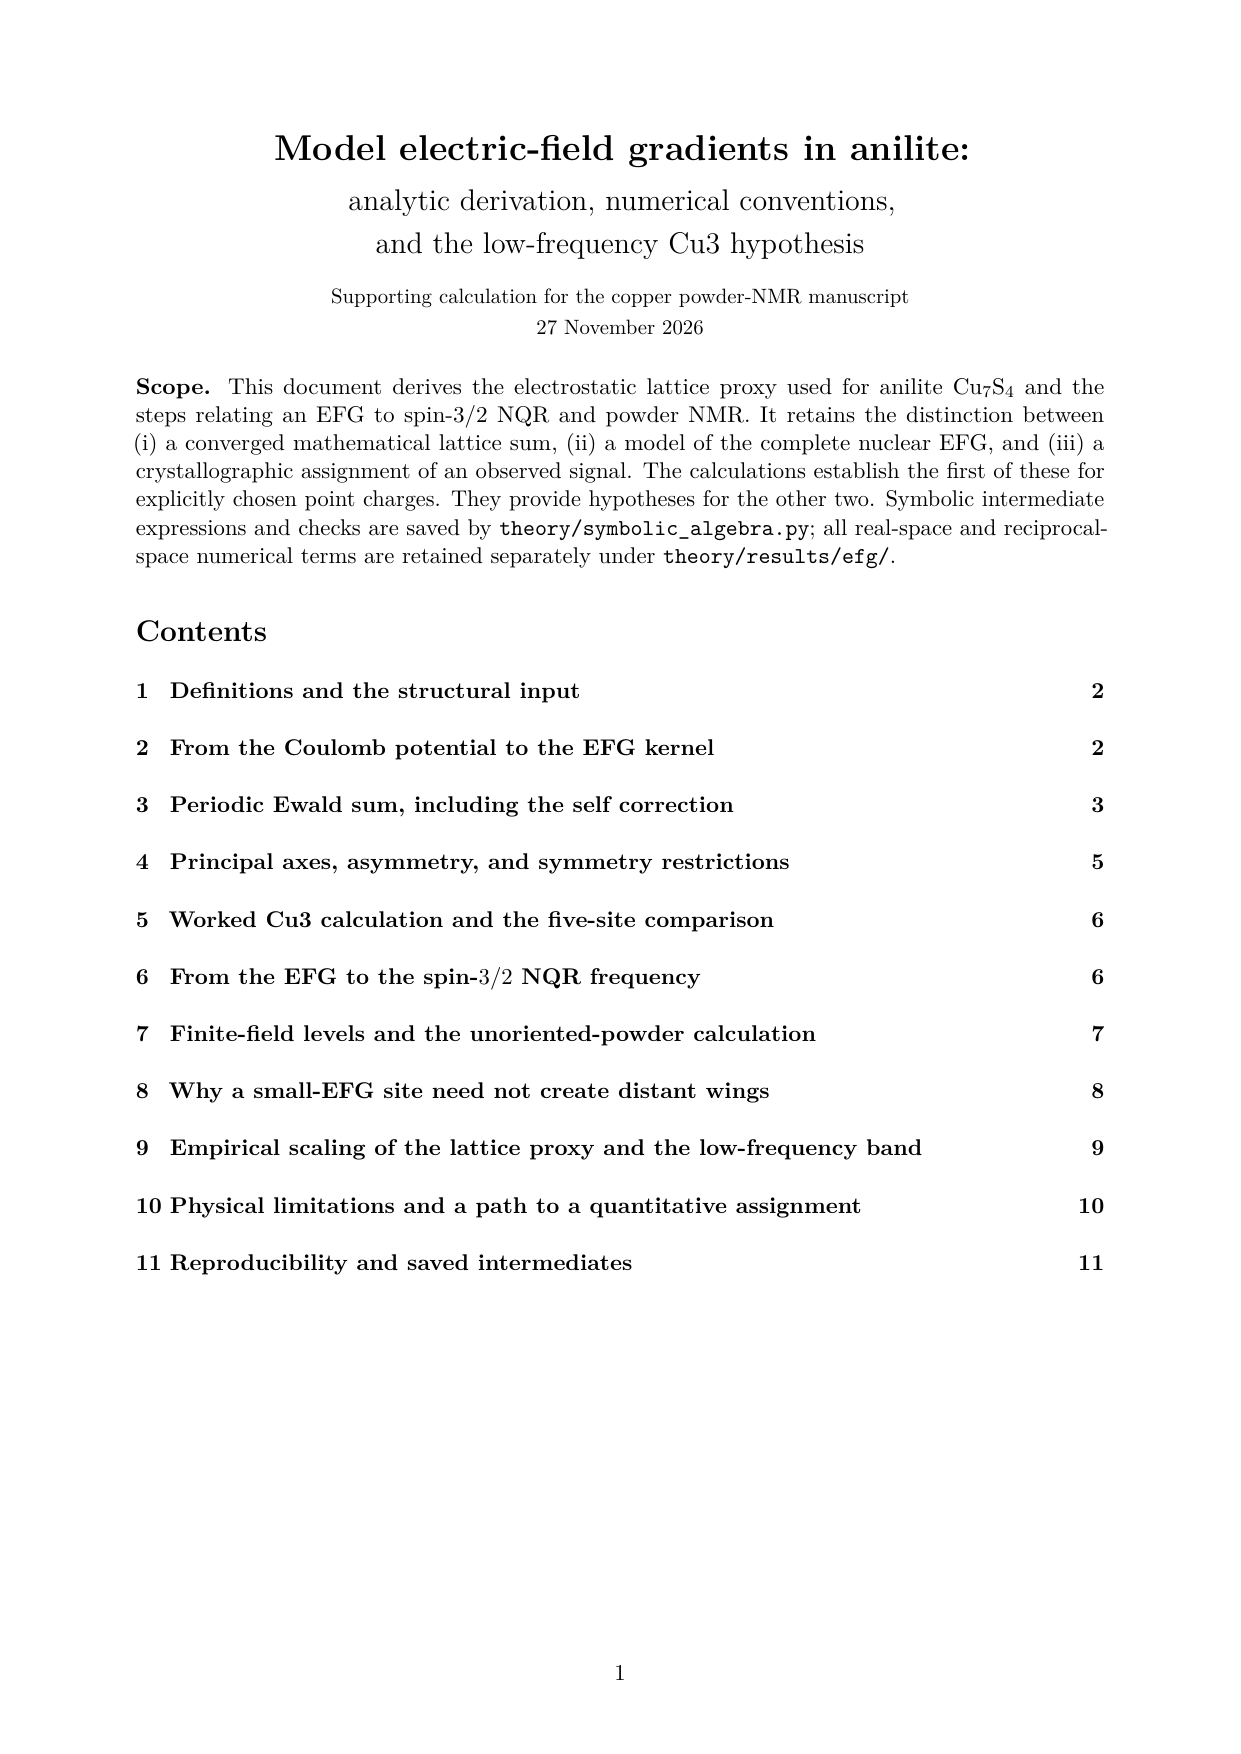 Model electric-field gradients in anilite:
analytic derivation, numerical conventions,
and the low-frequency Cu3 hypothesis
Supporting calculation for the copper powder-NMR manuscript
27 November 2026
Scope. This document derives the electrostatic lattice proxy used for anilite Cu₇S₄ and the
steps relating an EFG to spin-3/2 NQR and powder NMR. It retains the distinction between
(i) a converged mathematical lattice sum, (ii) a model of the complete nuclear EFG, and (iii) a
crystallographic assignment of an observed signal. The calculations establish the first of these for
explicitly chosen point charges. They provide hypotheses for the other two. Symbolic intermediate
expressions and checks are saved by theory/symbolic_algebra.py; all real-space and reciprocal-
space numerical terms are retained separately under theory/results/efg/.
Contents
1 Definitions and the structural input 2
2 From the Coulomb potential to the EFG kernel 2
3 Periodic Ewald sum, including the self correction 3
4 Principal axes, asymmetry, and symmetry restrictions 5
5 Worked Cu3 calculation and the five-site comparison 6
6 From the EFG to the spin-3/2 NQR frequency 6
7 Finite-field levels and the unoriented-powder calculation 7
8 Why a small-EFG site need not create distant wings 8
9 Empirical scaling of the lattice proxy and the low-frequency band 9
10 Physical limitations and a path to a quantitative assignment 10
11 Reproducibility and saved intermediates 11
1